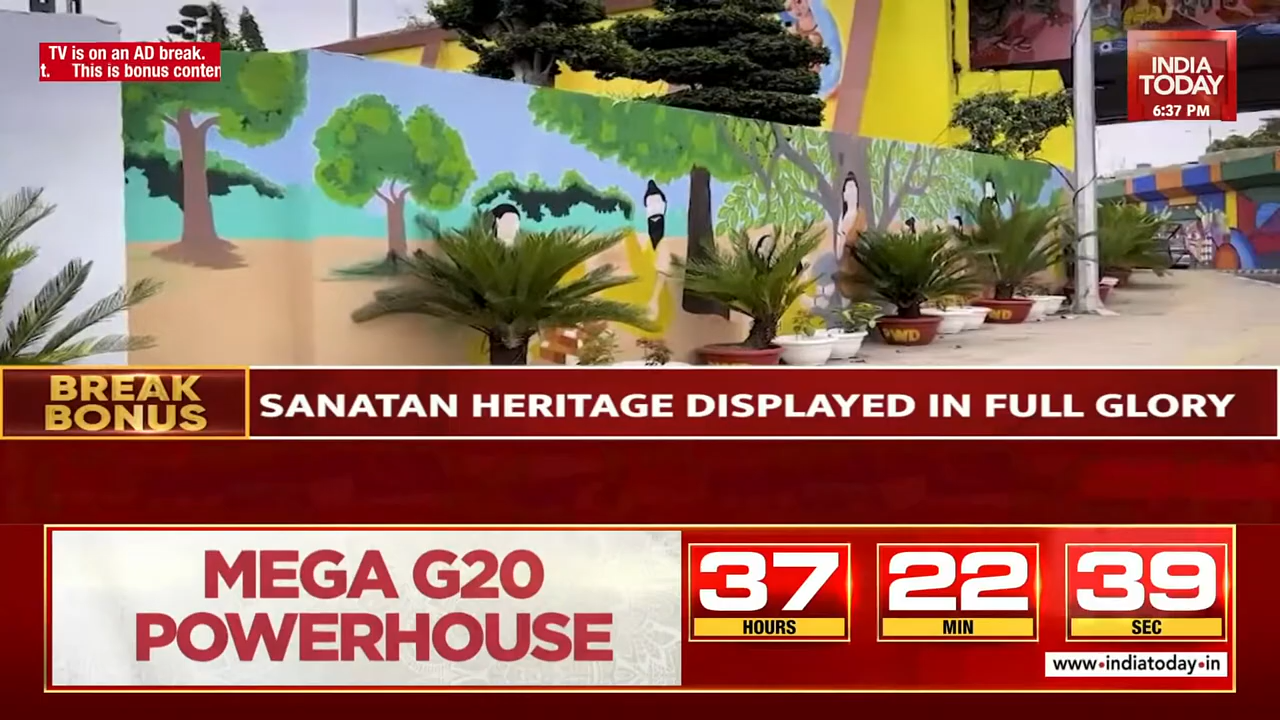 TV is on an AD break.
t. This is bonus conten
INDIA
TODAY
6:37 PM
BREAK
BONUS
SANATAN HERITAGE DISPLAYED IN FULL GLORY
MEGA G20
POWERHOUSE
37
HOURS
22
MIN
39
SEC
www.indiatoday.in